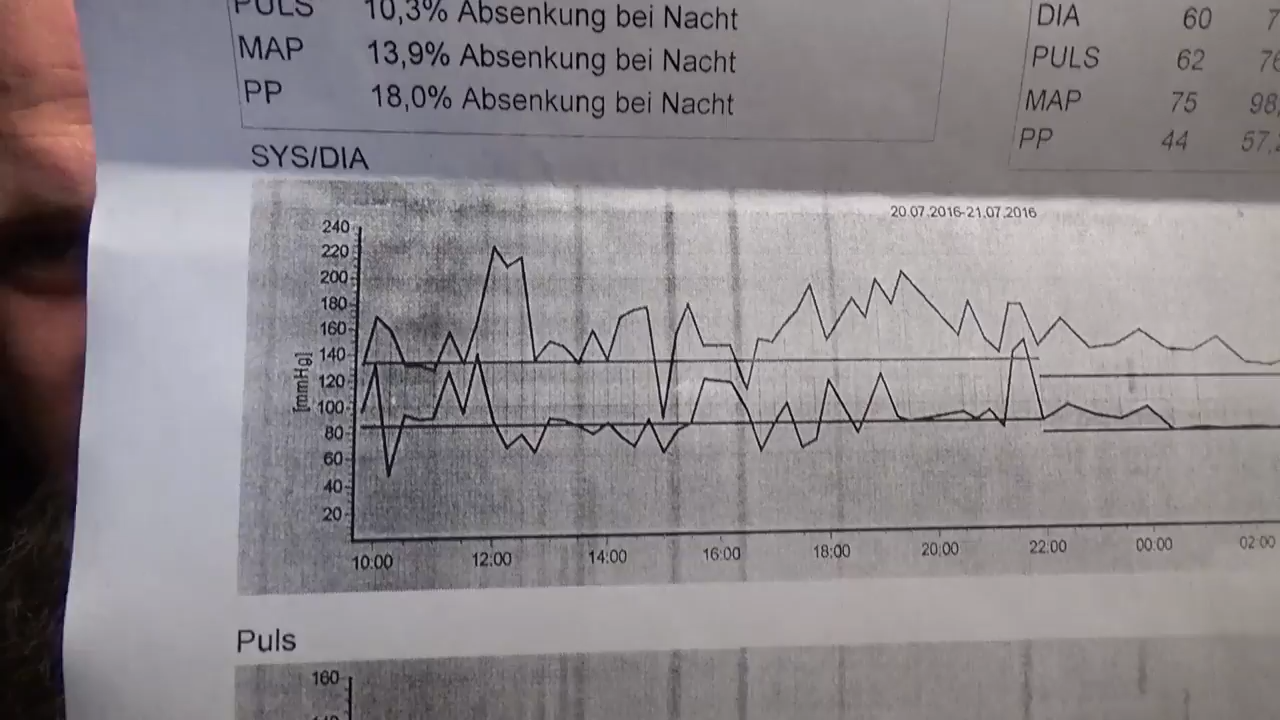 PULS 10,3% Absenkung bei Nacht
MAP 13,9% Absenkung bei Nacht
PP 18,0% Absenkung bei Nacht
DIA 60
PULS 62
MAP 75 98,
PP 44 57,
SYS/DIA
20.07.2016-21.07.2016
240
220
200
180
160
140
120
100
80
60
40
20
[mmHg]
10:00 12:00 14:00 16:00 18:00 20:00 22:00 00:00 02:00
Puls
160